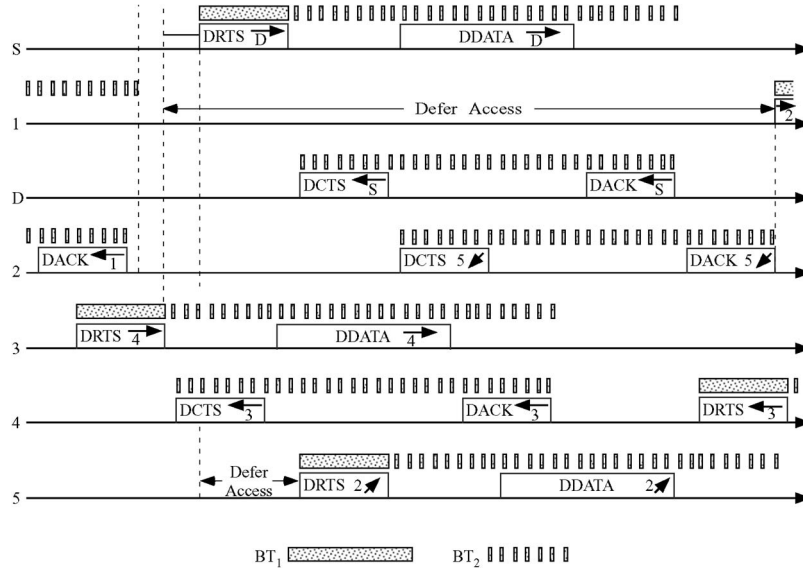 DRTS D DDATA D
S
1 Defer Access 2
DCTS S DACK S
D
DACK 1 DCTS 5 DACK 5
2
DRTS 4 DDATA 4
3
DCTS 3 DACK 3 DRTS 3
4
Defer
Access
DRTS 2 DDATA 2
5
BT1 BT2